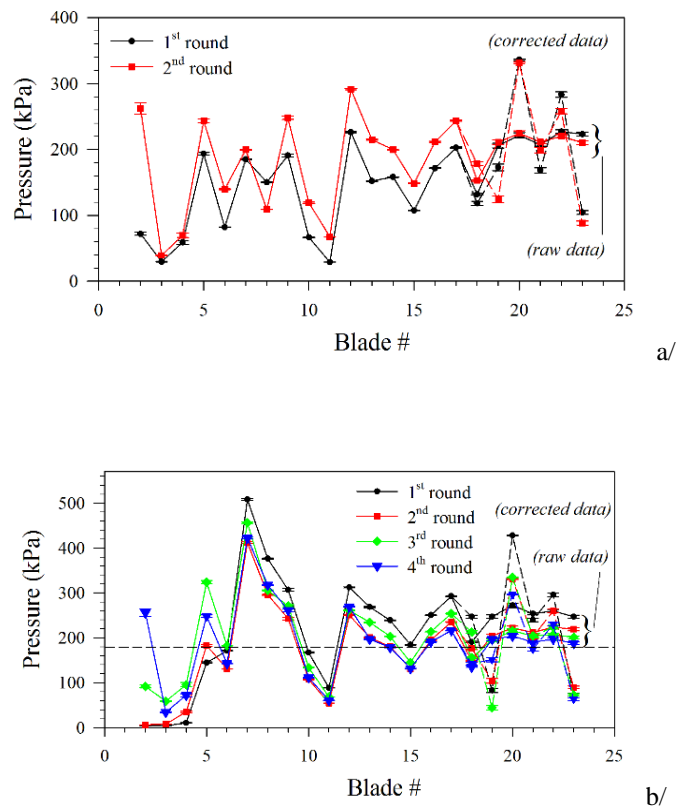 400
(corrected data)
1st round
2nd round
300
Pressure (kPa)
200
100
(raw data)
0
0 5 10 15 20 25
Blade #
a/
500
1st round
2nd round
(corrected data)
400
3rd round
(raw data)
4th round
Pressure (kPa)
300
200
100
0
0 5 10 15 20 25
Blade #
b/